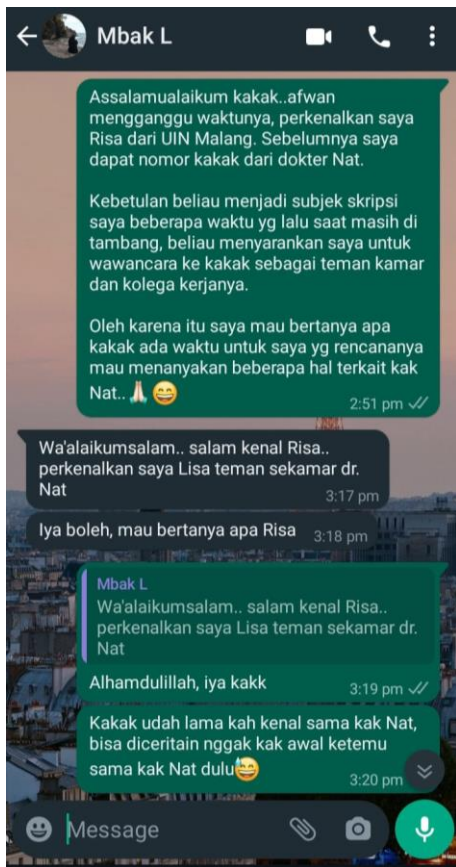 Mbak L
Assalamualaikum kakak..afwan
mengganggu waktunya, perkenalkan saya
Risa dari UIN Malang. Sebelumnya saya
dapat nomor kakak dari dokter Nat.
Kebetulan beliau menjadi subjek skripsi
saya beberapa waktu yg lalu saat masih di
tambang, beliau menyarankan saya untuk
wawancara ke kakak sebagai teman kamar
dan kolega kerjanya.
Oleh karena itu saya mau bertanya apa
kakak ada waktu untuk saya yg rencananya
mau menanyakan beberapa hal terkait kak
Nat..🙏🏻😄
2:51 pm
Wa'alaikumsalam.. salam kenal Risa..
perkenalkan saya Lisa teman sekamar dr.
Nat
3:17 pm
Iya boleh, mau bertanya apa Risa
3:18 pm
Mbak L
Wa'alaikumsalam.. salam kenal Risa..
perkenalkan saya Lisa teman sekamar dr.
Nat
Alhamdulillah, iya kakk
3:19 pm
Kakak udah lama kah kenal sama kak Nat,
bisa diceritain nggak kak awal ketemu
sama kak Nat dulu😅
3:20 pm
Message